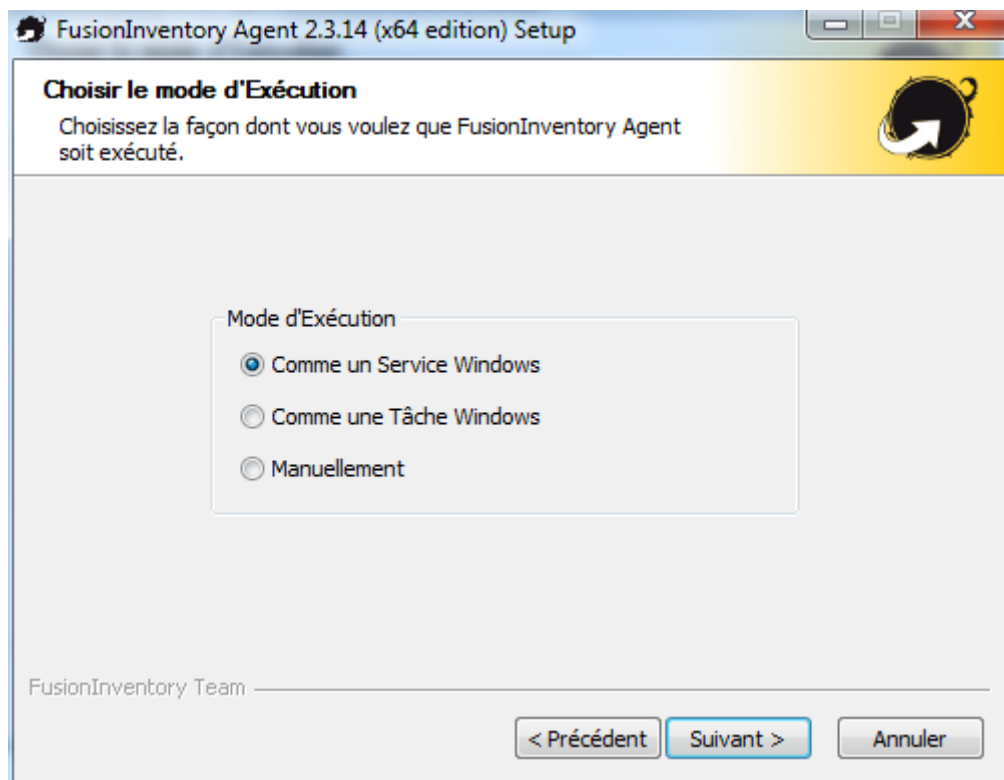 FusionInventory Agent 2.3.14 (x64 edition) Setup
Choisir le mode d'Exécution
Choisissez la façon dont vous voulez que FusionInventory Agent
soit exécuté.
Mode d'Exécution
Comme un Service Windows
Comme une Tâche Windows
Manuellement
FusionInventory Team
< Précédent
Suivant >
Annuler